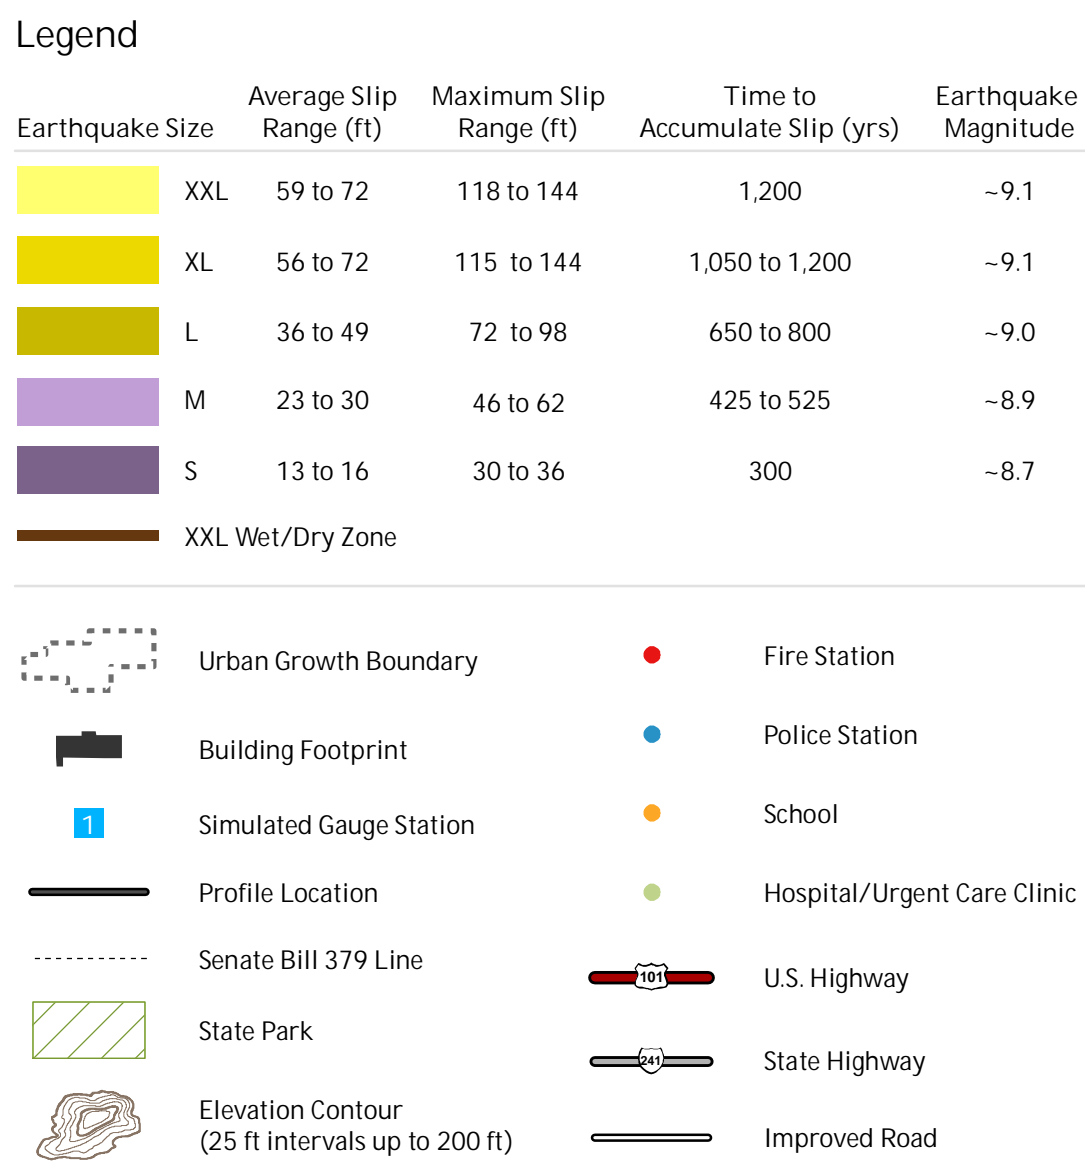 Legend
Earthquake Size Average Slip Range (ft) Maximum Slip Range (ft) Time to Accumulate Slip (yrs) Earthquake Magnitude
XXL 59 to 72 118 to 144 1,200 ~9.1
XL 56 to 72 115 to 144 1,050 to 1,200 ~9.1
L 36 to 49 72 to 98 650 to 800 ~9.0
M 23 to 30 46 to 62 425 to 525 ~8.9
S 13 to 16 30 to 36 300 ~8.7
XXL Wet/Dry Zone
Urban Growth Boundary
Building Footprint
1 Simulated Gauge Station
Profile Location
Senate Bill 379 Line
State Park
Elevation Contour
(25 ft intervals up to 200 ft)
Fire Station
Police Station
School
Hospital/Urgent Care Clinic
101 U.S. Highway
241 State Highway
Improved Road